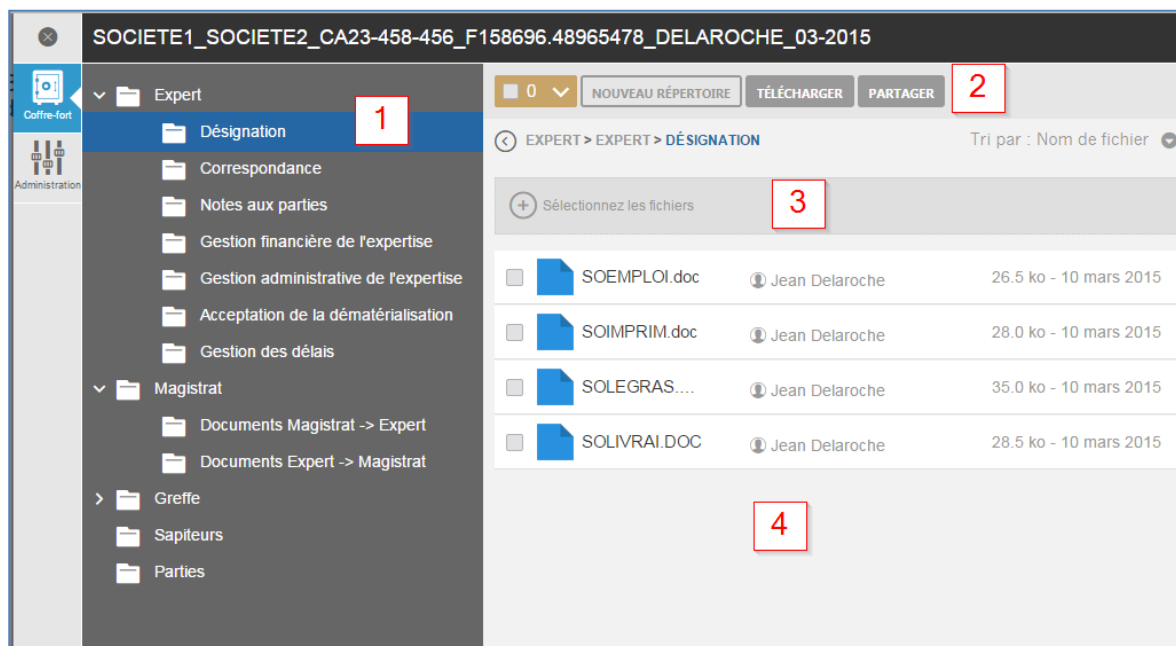 SOCIETE1_SOCIETE2_CA23-458-456_F158696.48965478_DELAROCHE_03-2015
Coffre-fort
Administration
Expert
1
Désignation
Correspondance
Notes aux parties
Gestion financière de l'expertise
Gestion administrative de l'expertise
Acceptation de la dématérialisation
Gestion des délais
Magistrat
Documents Magistrat -> Expert
Documents Expert -> Magistrat
Greffe
Sapiteurs
Parties
0 NOUVEAU RÉPERTOIRE TÉLÉCHARGER PARTAGER 2
EXPERT > EXPERT > DÉSIGNATION Tri par : Nom de fichier
Sélectionnez les fichiers 3
SOEMPLOI.doc Jean Delaroche 26.5 ko - 10 mars 2015
SOIMPRIM.doc Jean Delaroche 28.0 ko - 10 mars 2015
SOLEGRAS.... Jean Delaroche 35.0 ko - 10 mars 2015
SOLIVRAI.DOC Jean Delaroche 28.5 ko - 10 mars 2015
4